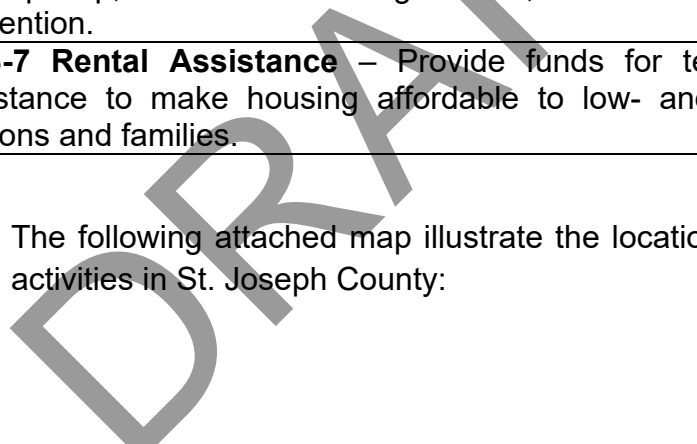 ention.
-7 Rental Assistance – Provide funds for te
stance to make housing affordable to low- and
ons and families.
The following attached map illustrate the locatio
activities in St. Joseph County:
DRA